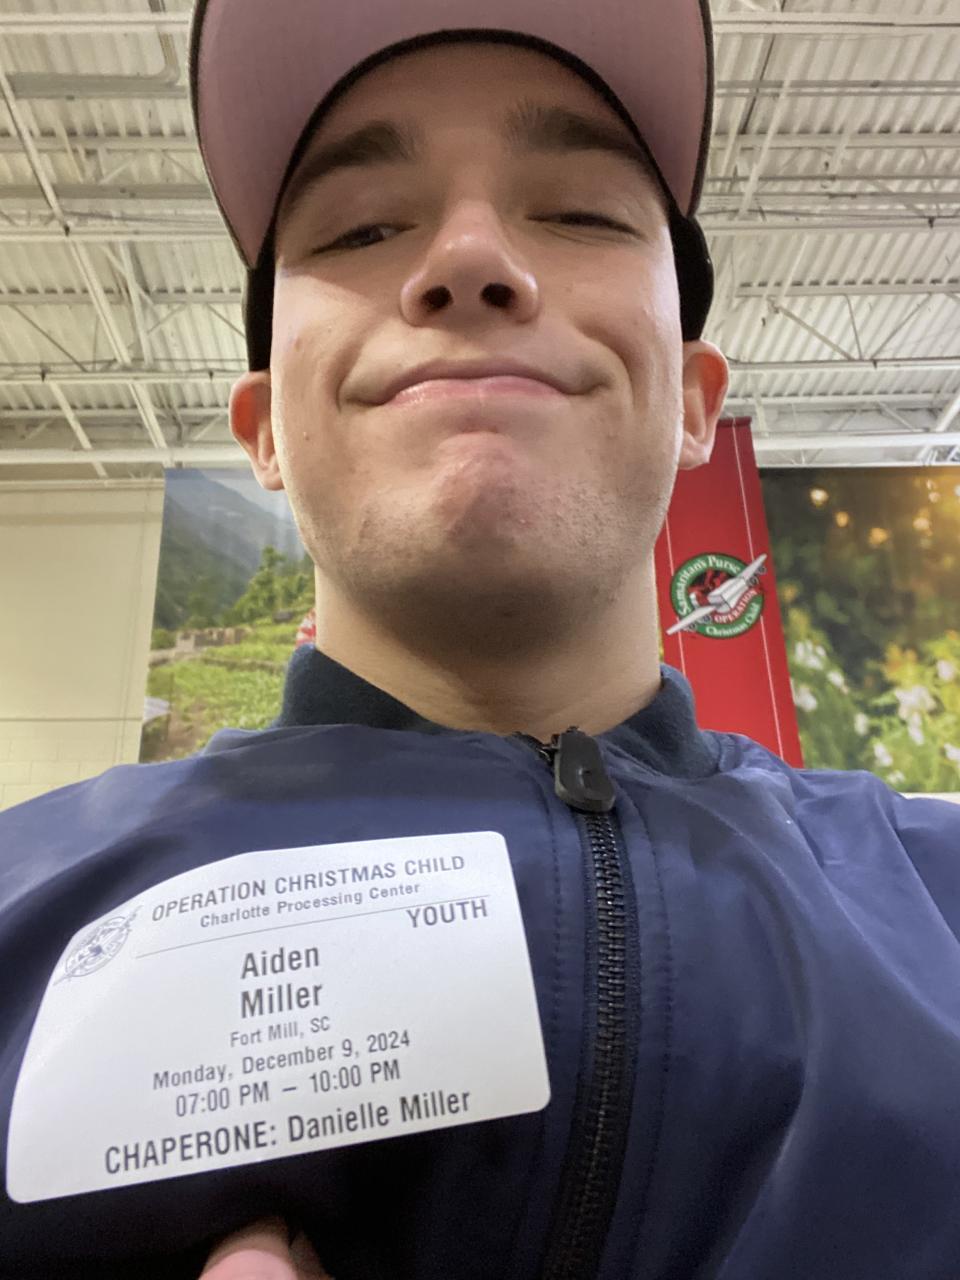 Samaritan's Purse
OPERATION
Christmas Child
OPERATION CHRISTMAS CHILD
Charlotte Processing Center
YOUTH
Aiden
Miller
Fort Mill, SC
Monday, December 9, 2024
07:00 PM – 10:00 PM
CHAPERONE: Danielle Miller